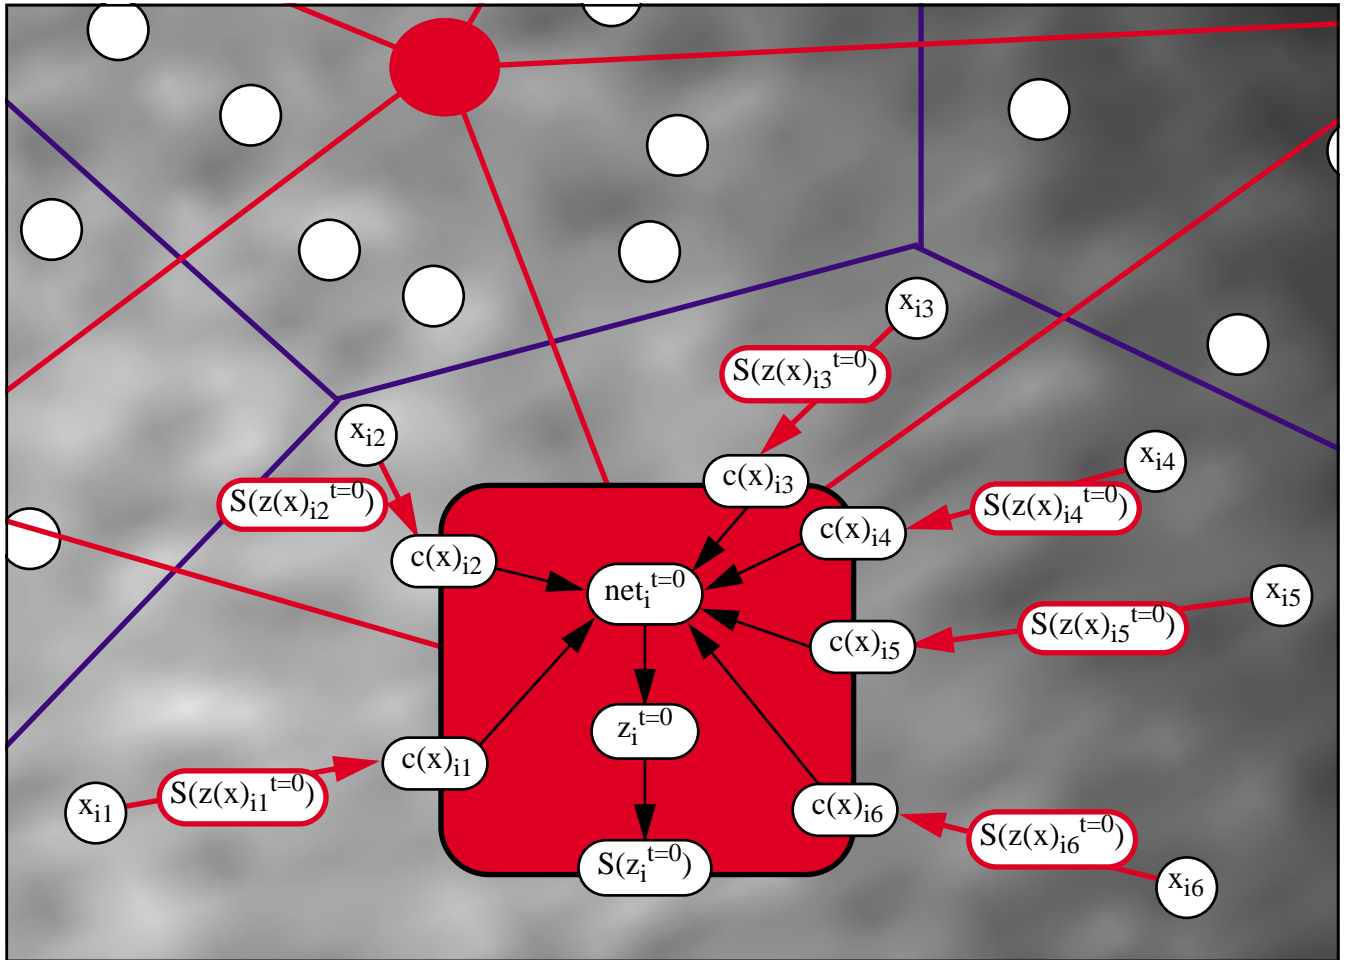 x_i3
S(z(x)_i3^t=0)
x_i2
x_i4
c(x)_i3
S(z(x)_i2^t=0)
S(z(x)_i4^t=0)
c(x)_i4
c(x)_i2
net_i^t=0
x_i5
S(z(x)_i5^t=0)
c(x)_i5
z_i^t=0
c(x)_i1
x_i1
S(z(x)_i1^t=0)
c(x)_i6
S(z(x)_i6^t=0)
S(z_i^t=0)
x_i6